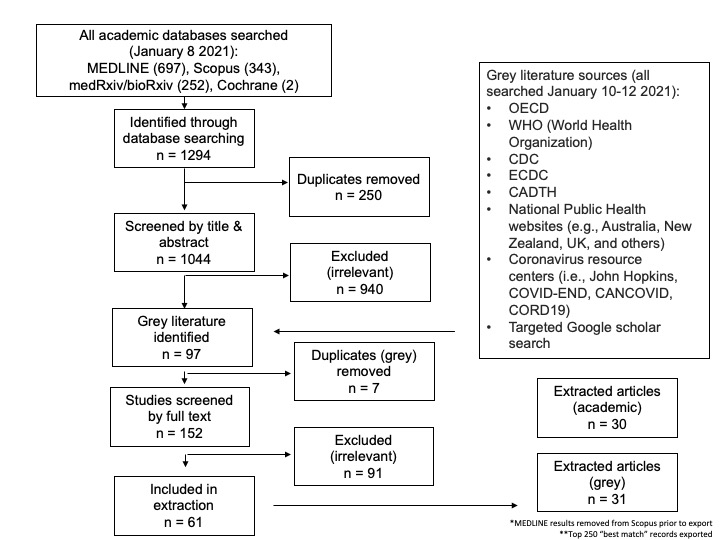 All academic databases searched
(January 8 2021):
MEDLINE (697), Scopus (343),
medRxiv/bioRxiv (252), Cochrane (2)
Identified through
database searching
n = 1294
Duplicates removed
n = 250
Screened by title &
abstract
n = 1044
Excluded
(irrelevant)
n = 940
Grey literature
identified
n = 97
Duplicates (grey)
removed
n = 7
Studies screened
by full text
n = 152
Excluded
(irrelevant)
n = 91
Included in
extraction
n = 61
Grey literature sources (all
searched January 10-12 2021):
• OECD
• WHO (World Health
Organization)
• CDC
• ECDC
• CADTH
• National Public Health
websites (e.g., Australia, New
Zealand, UK, and others)
• Coronavirus resource
centers (i.e., John Hopkins,
COVID-END, CANCOVID,
CORD19)
• Targeted Google scholar
search
Extracted articles
(academic)
n = 30
Extracted articles
(grey)
n = 31
*MEDLINE results removed from Scopus prior to export
**Top 250 "best match" records exported